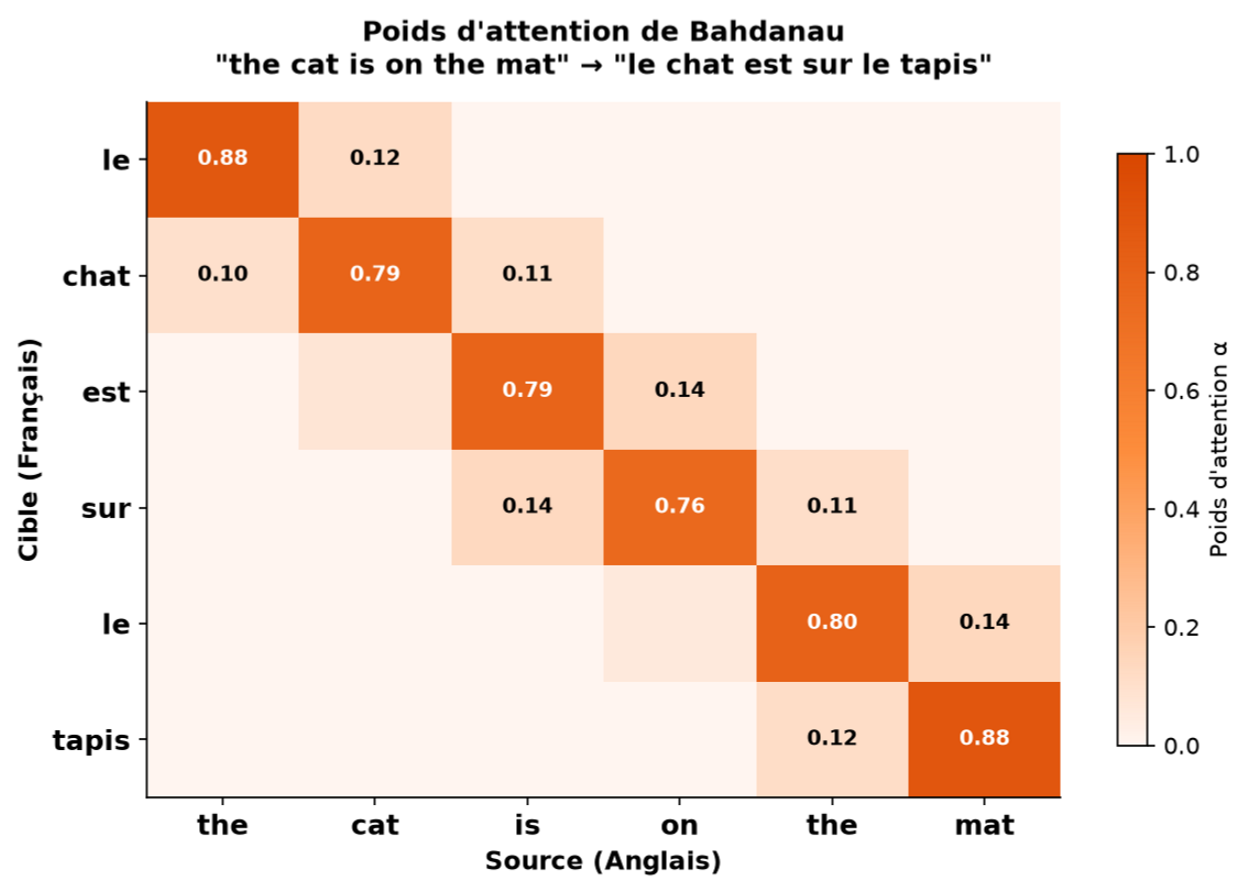 Poids d'attention de Bahdanau
"the cat is on the mat" → "le chat est sur le tapis"
Cible (Français)
le 0.88 0.12
chat 0.10 0.79 0.11
est 0.79 0.14
sur 0.14 0.76 0.11
le 0.80 0.14
tapis 0.12 0.88
the cat is on the mat
Source (Anglais)
1.0
0.8
0.6
0.4
0.2
0.0
Poids d'attention α